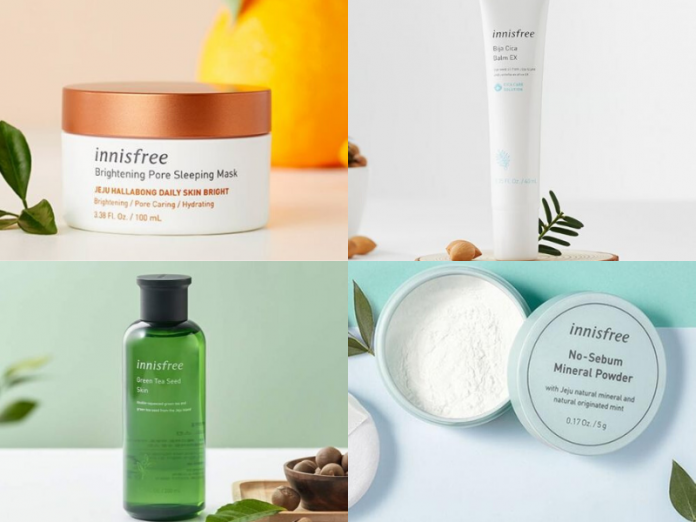 innisfree
Brightening Pore Sleeping Mask
JEJU HALLABONG DAILY SKIN BRIGHT
Brightening / Pore Caring / Hydrating
3.38 Fl. Oz. / 100 mL
innisfree
Bija Cica
Balm EX
innisfree
Green Tea Seed
Skin
innisfree
No-Sebum
Mineral Powder
with Jeju natural mineral and
natural originated mint
0.17 Oz. / 5g